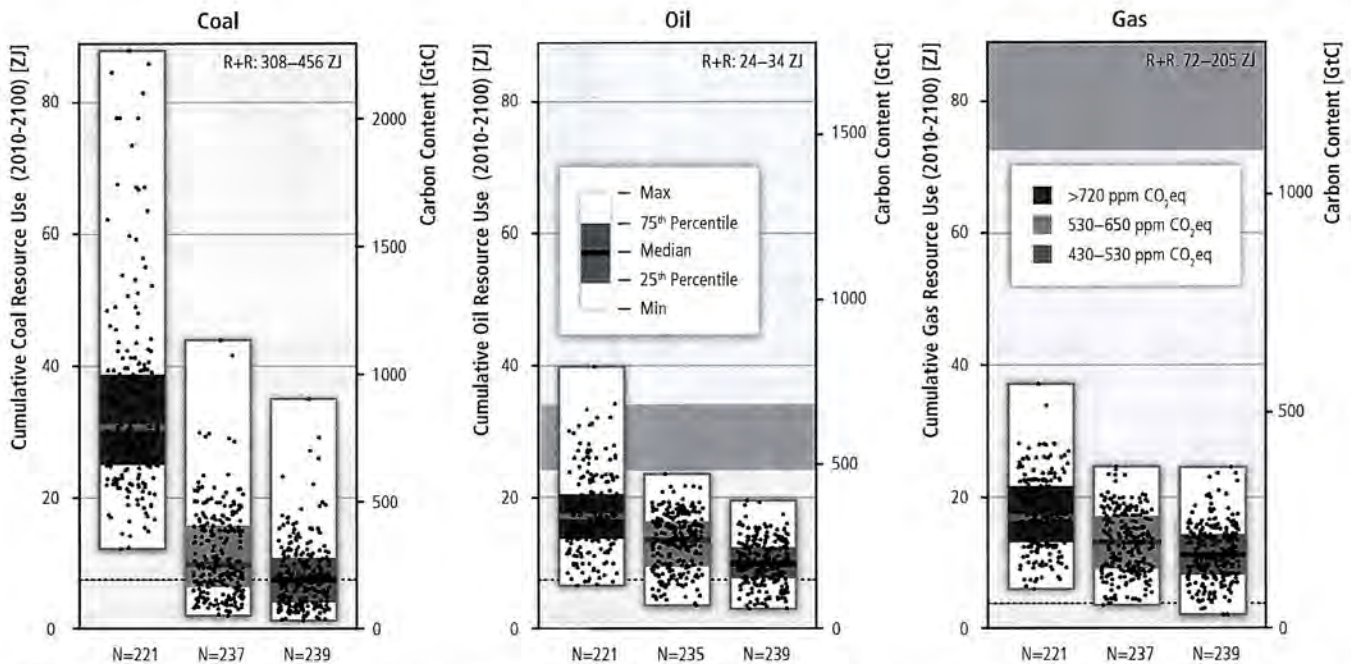 Coal
Cumulative Coal Resource Use (2010-2100) [ZJ]
80
60
40
20
0
R+R: 308–456 ZJ
2000
1500
1000
500
0
Carbon Content [GtC]
N=221
N=237
N=239
Oil
Cumulative Oil Resource Use (2010-2100) [ZJ]
80
60
40
20
0
R+R: 24–34 ZJ
Max
75th Percentile
Median
25th Percentile
Min
1500
1000
500
0
Carbon Content [GtC]
N=221
N=235
N=239
Gas
Cumulative Gas Resource Use (2010-2100) [ZJ]
80
60
40
20
0
R+R: 72–205 ZJ
>720 ppm CO2eq
530–650 ppm CO2eq
430–530 ppm CO2eq
1000
500
0
Carbon Content [GtC]
N=221
N=237
N=239